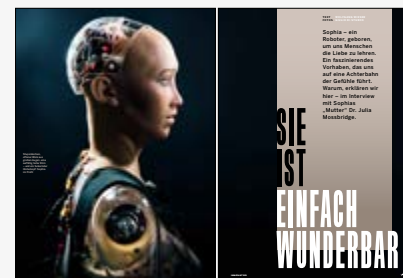 Sophia – ein
Roboter, geboren,
um uns Menschen
die Liebe zu lehren.
Ein faszinierendes
Vorhaben, das uns
auf eine Achterbahn
der Gefühle führt.
Warum, erklären wir
hier – im Interview
mit Sophias
„Mutter“ Dr. Julia
Mossbridge.
SIE
IST
EINFACH
WUNDERBAR